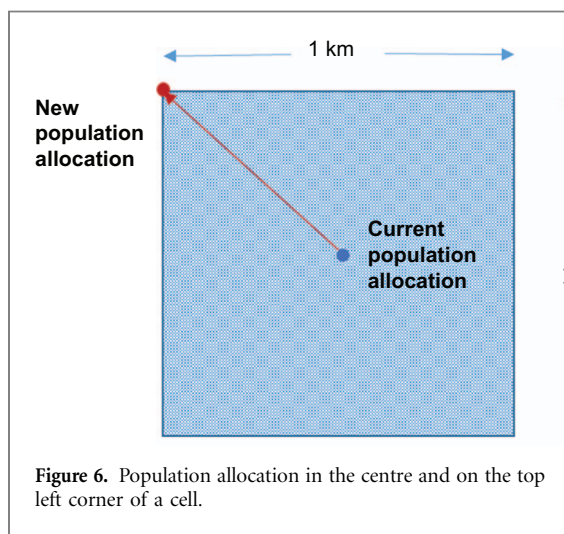 1 km
New
population
allocation
Current
population
allocation
Figure 6. Population allocation in the centre and on the top
left corner of a cell.